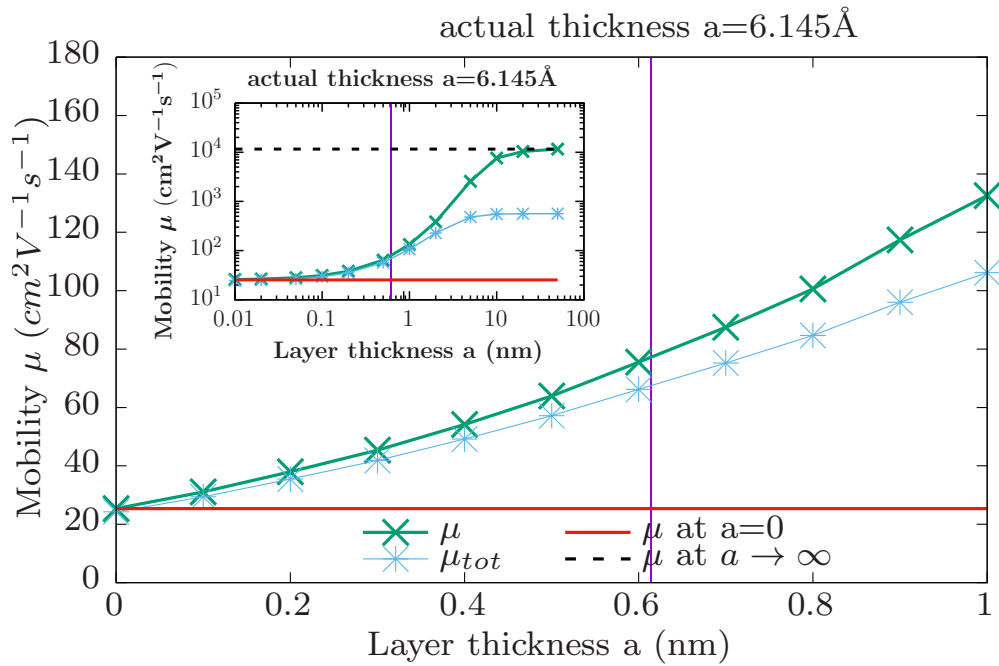 actual thickness a=6.145Å
180
160
140
120
100
80
60
40
20
0
Mobility μ (cm²V⁻¹s⁻¹)
0
0.2
0.4
0.6
0.8
1
Layer thickness a (nm)
μ
μ_tot
μ at a=0
μ at a → ∞
actual thickness a=6.145Å
10⁵
10⁴
10³
10²
10¹
Mobility μ (cm²V⁻¹s⁻¹)
0.01
0.1
1
10
100
Layer thickness a (nm)